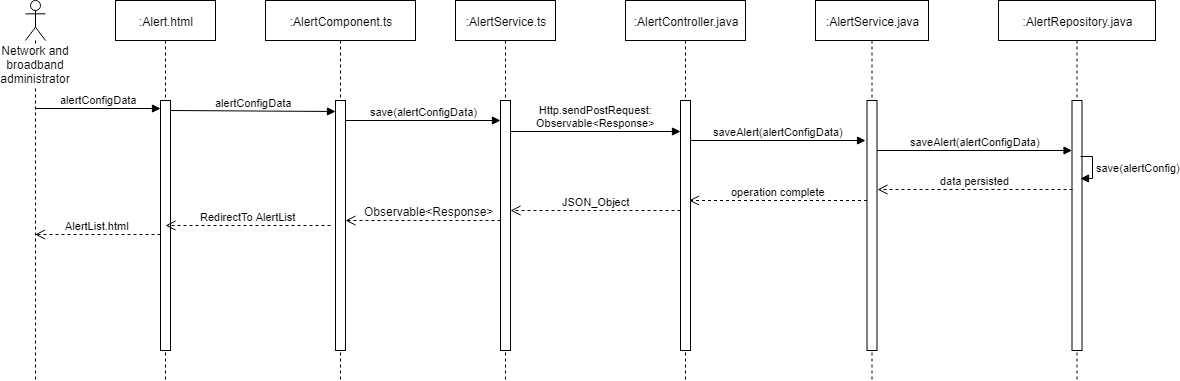 :Alert.html
:AlertComponent.ts
:AlertService.ts
:AlertController.java
:AlertService.java
:AlertRepository.java
Network and
broadband
administrator
alertConfigData
alertConfigData
save(alertConfigData)
Http.sendPostRequest:
Observable<Response>
saveAlert(alertConfigData)
saveAlert(alertConfigData)
save(alertConfig)
data persisted
operation complete
JSON_Object
Observable<Response>
RedirectTo AlertList
AlertList.html